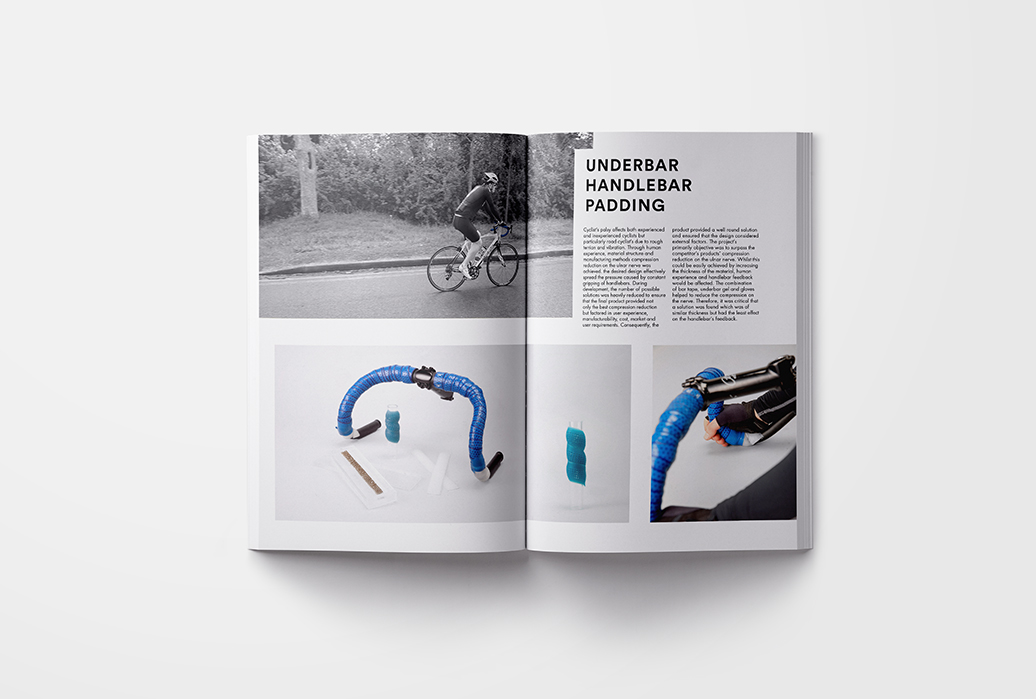 UNDERBAR
HANDLEBAR
PADDING
Cyclist's palsy affects both experienced
and inexperienced cyclists but
particularly road cyclist's due to rough
terrian and vibration. Through human
experience, material structure and
manufacturing methods compression
reduction on the ulnar nerve was
achieved, the desired design effectively
spread the pressure caused by constant
gripping of handlebars. During
development, the number of possible
solutions was heavily reduced to ensure
that the final product provided not
only the best compression reduction
but factored in user experience,
manufacturability, cost, market and
user requirements. Consequently, the
product provided a well round solution
and ensured that the design considered
external factors. The project's
primarily objective was to surpass the
competitor's products' compression
reduction on the ulnar nerve. Whilst this
could be easily achieved by increasing
the thickness of the material, human
experience and handlebar feedback
would be affected. The combination
of bar tape, underbar gel and gloves
helped to reduce the compression on
the nerve. Therefore, it was critical that
a solution was found which was of
similar thickness but had the least effect
on the handlebar's feedback.